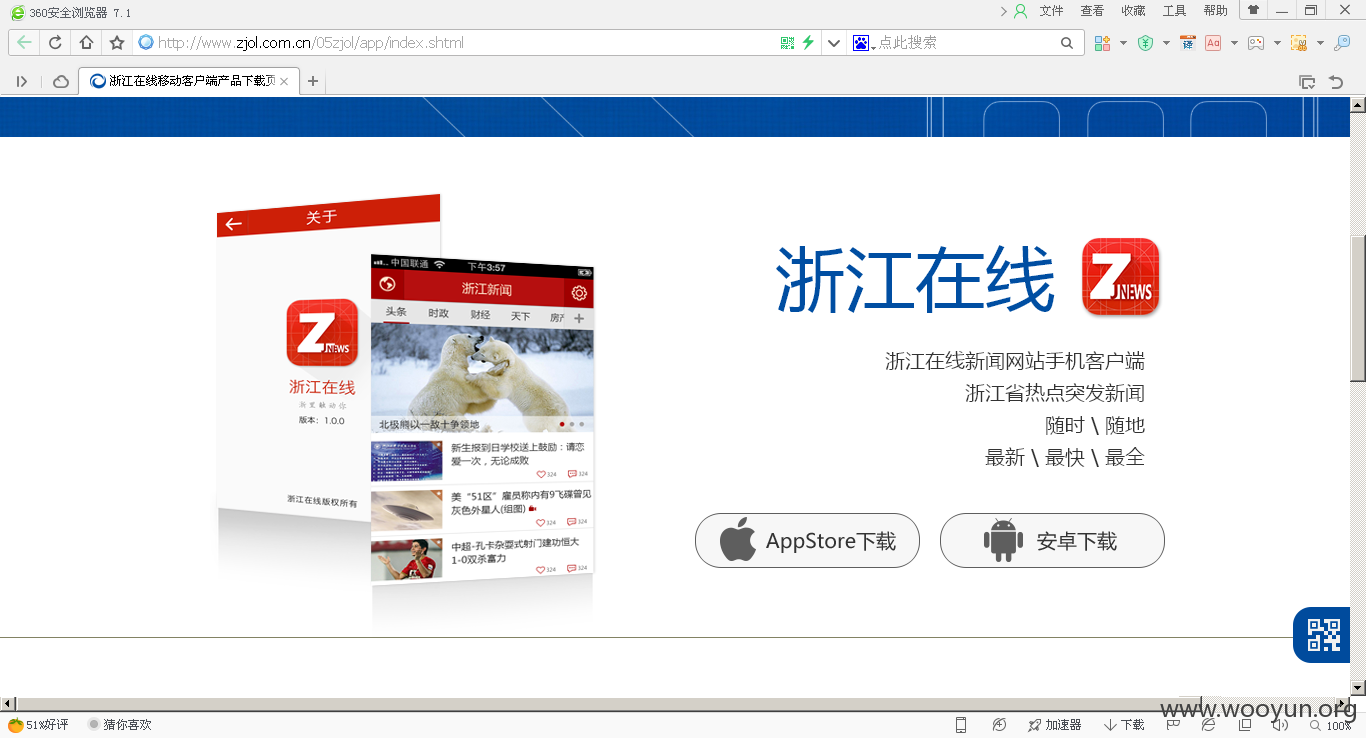 360安全浏览器 7.1
文件 查看 收藏 工具 帮助
http://www.zjol.com.cn/05zjol/app/index.shtml
点此搜索
译
Aa
浙江在线移动客户端产品下载页
关于
Z NEWS
浙江在线
版本：1.0.0
浙江在线版权所有
中国联通 下午3:57
浙江新闻
头条 时政 财经 天下 房产
北极熊以一敌十争领地
新生报到日学校送上鼓励：请恋
爱一次，无论成败
324 324
美“51区”雇员称内有9飞碟曾见
灰色外星人(组图)
324 324
中超-孔卡杂耍式射门建功恒大
1-0双杀富力
324 324
浙江在线
Z NEWS
浙江在线新闻网站手机客户端
浙江省热点突发新闻
随时 \ 随地
最新 \ 最快 \ 最全
AppStore下载
安卓下载
51%好评
猜你喜欢
加速器
下载
100%
www.wooyun.org